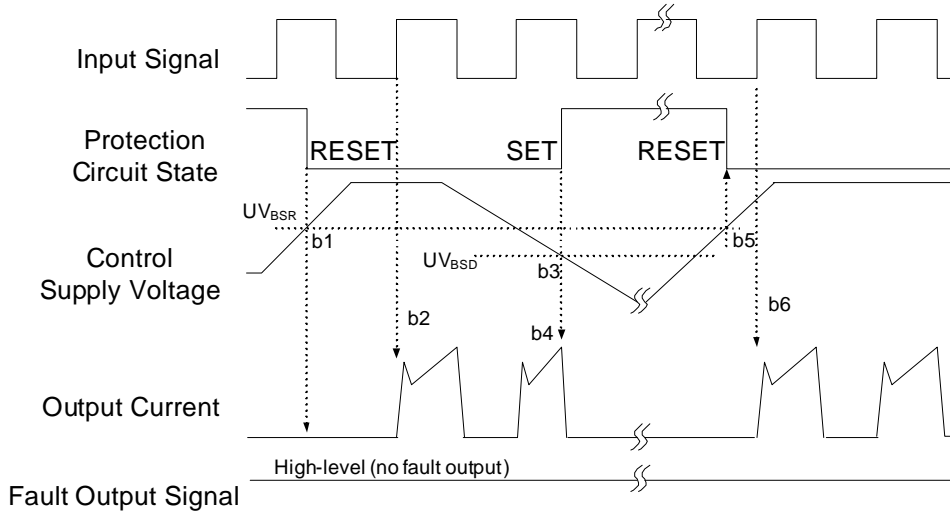 Input Signal
Protection
Circuit State
RESET
SET
RESET
UVBSR
b1
b5
Control
Supply Voltage
UVBSD
b3
b2
b4
b6
Output Current
High-level (no fault output)
Fault Output Signal